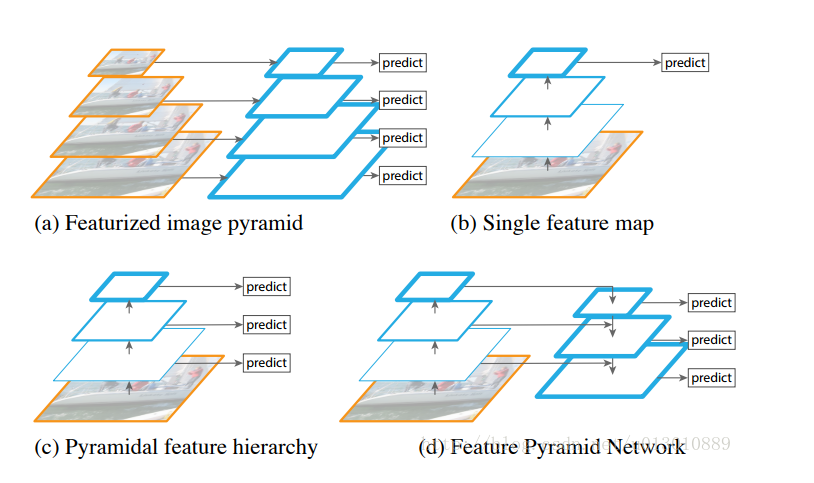 predict
predict
predict
predict
(a) Featurized image pyramid
predict
(b) Single feature map
predict
predict
predict
(c) Pyramidal feature hierarchy
predict
predict
predict
(d) Feature Pyramid Network